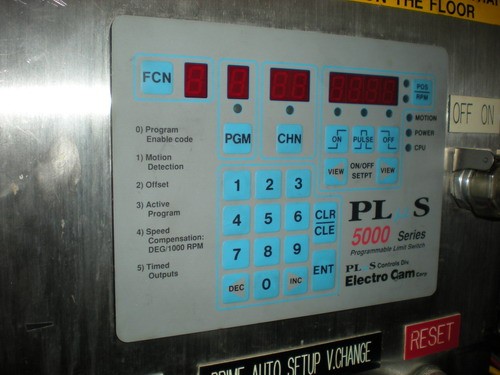 ON THE FLOOR
FCN
POS
RPM
OFF ON
MOTION
POWER
CPU
PGM
CHN
ON
PULSE
OFF
VIEW
ON/OFF
SETPT
VIEW
0) Program
Enable code
1) Motion
Detection
2) Offset
3) Active
Program
4) Speed
Compensation:
DEG/1000 RPM
5) Timed
Outputs
1 2 3
4 5 6
7 8 9
DEC 0 INC
CLR
CLE
ENT
PL S
5000 Series
Programmable Limit Switch
PL S Controls Div.
Electro Cam Corp.
RESET
PRIME AUTO SETUP V.CHANGE